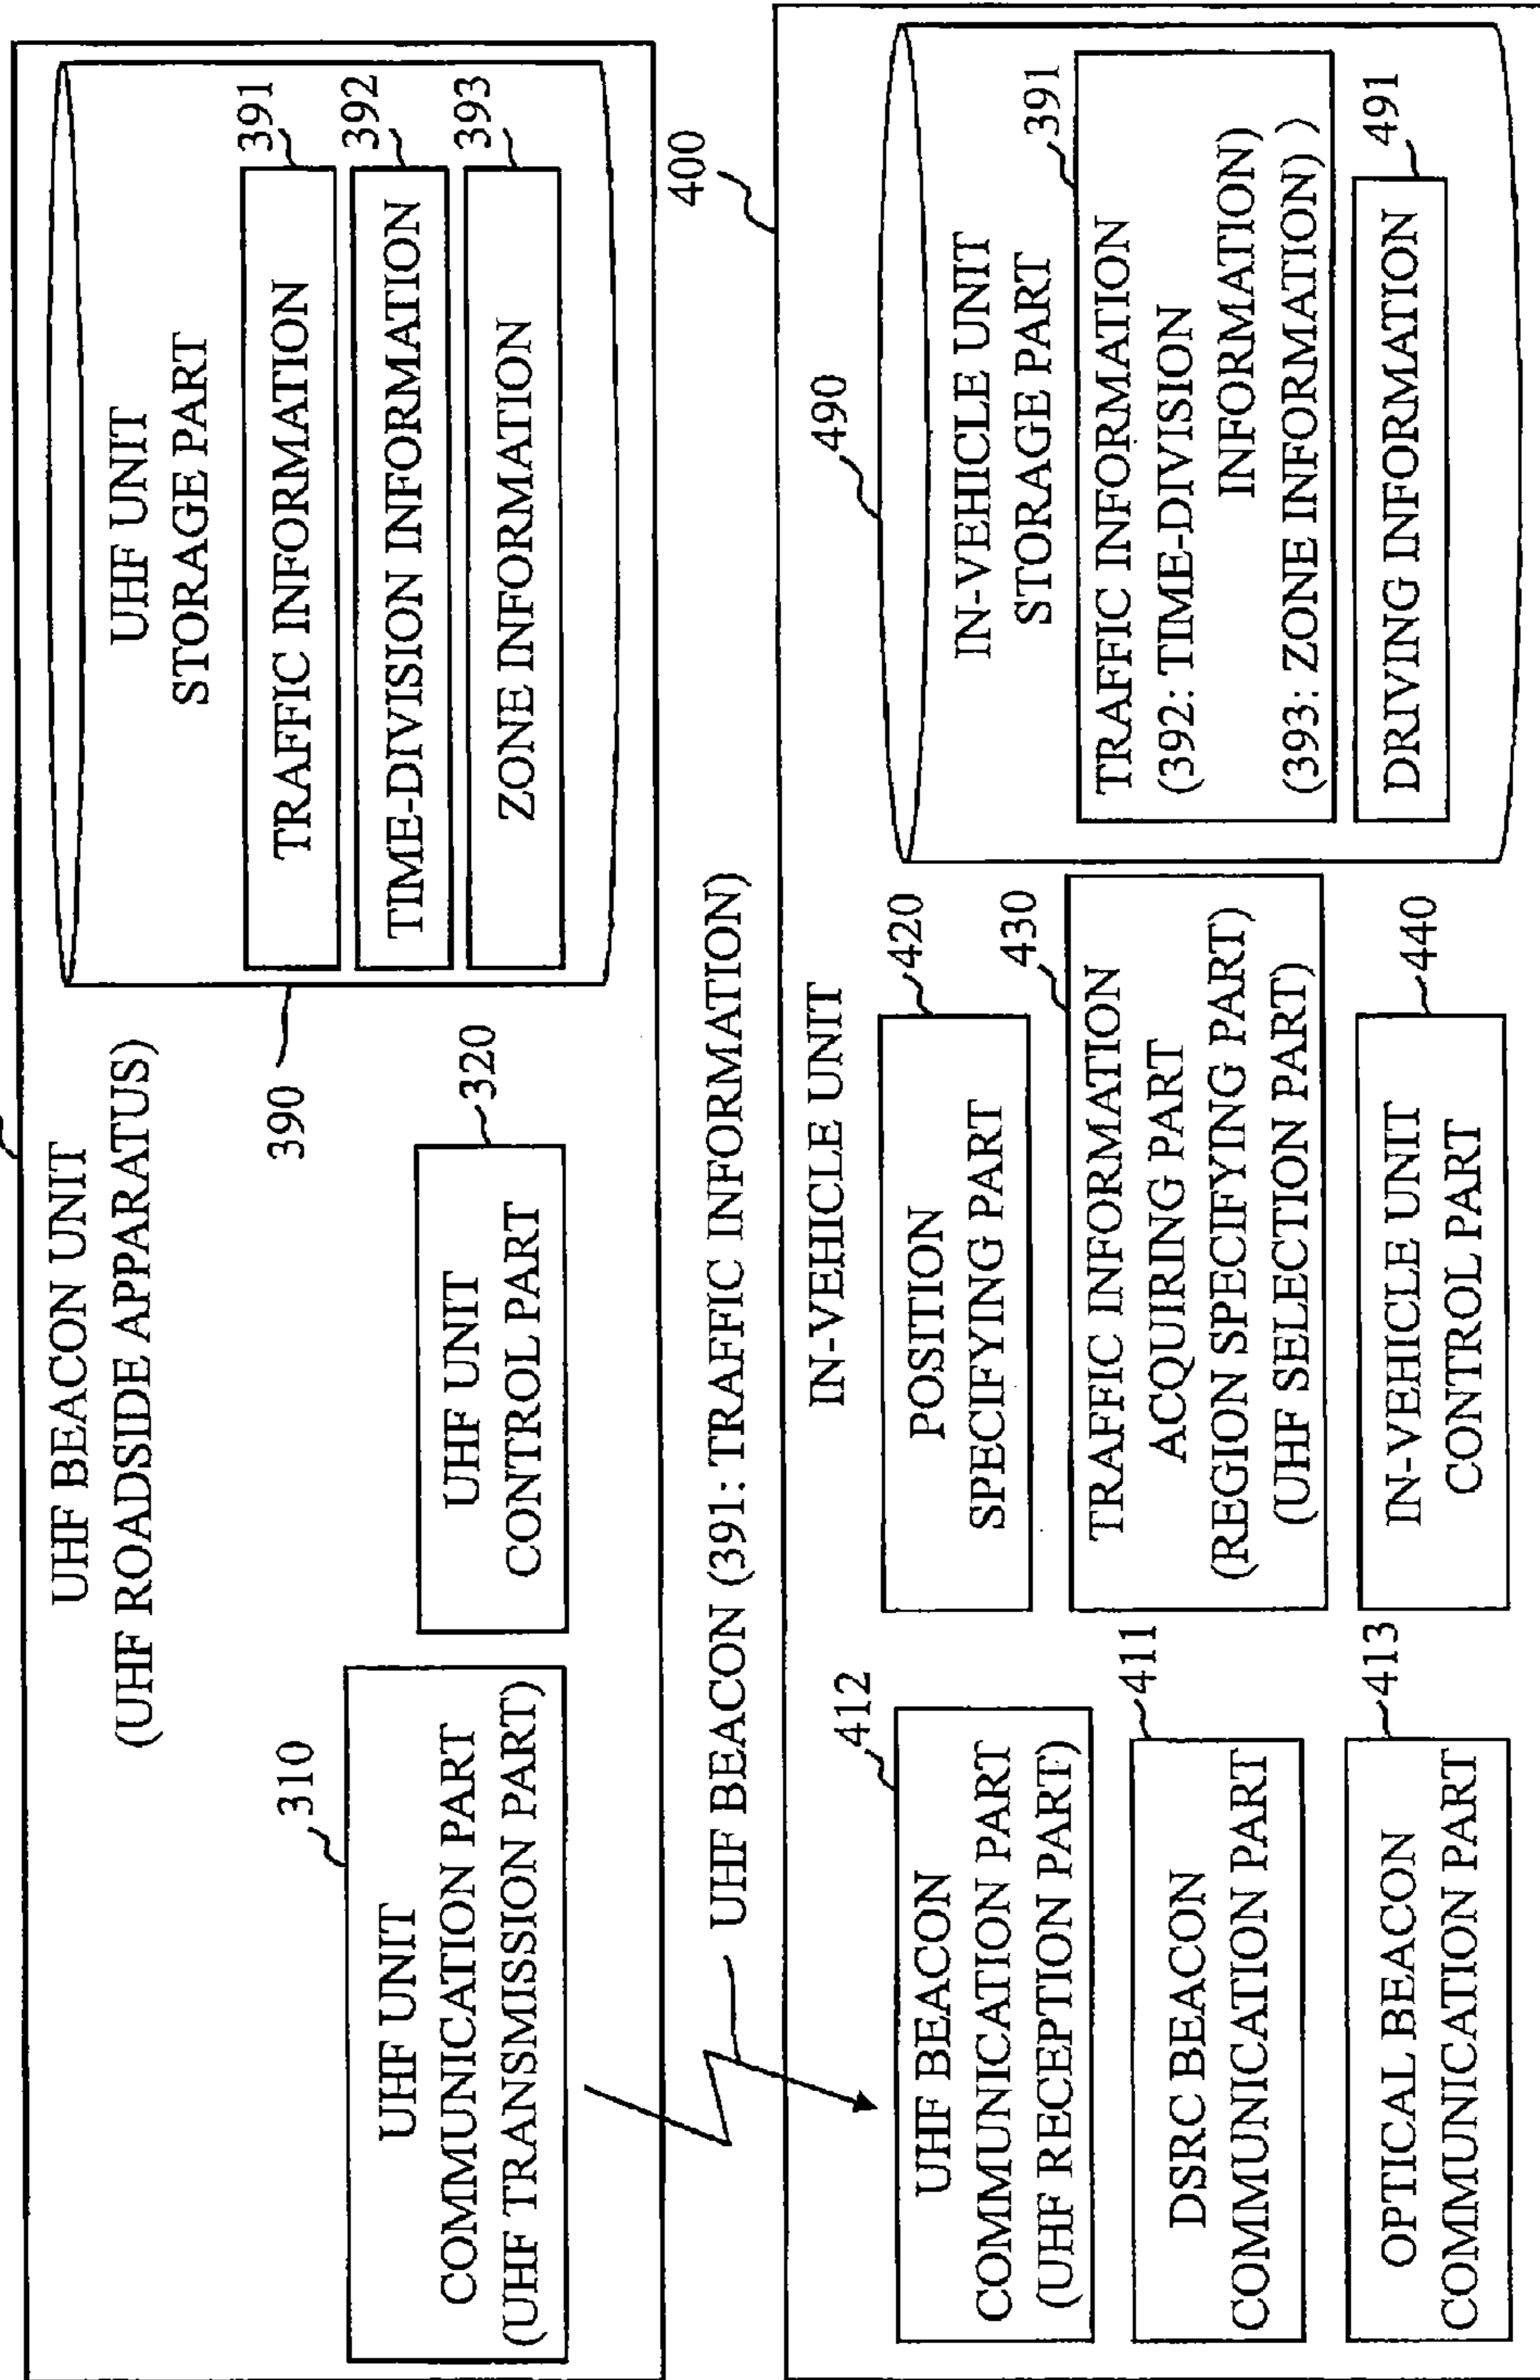 UHF BEACON UNIT
(UHF ROADSIDE APPARATUS)
310
UHF UNIT
COMMUNICATION PART
(UHF TRANSMISSION PART)
320
UHF UNIT
CONTROL PART
390
UHF UNIT
STORAGE PART
391
TRAFFIC INFORMATION
392
TIME-DIVISION INFORMATION
393
ZONE INFORMATION
UHF BEACON (391: TRAFFIC INFORMATION)
400
IN-VEHICLE UNIT
412
UHF BEACON
COMMUNICATION PART
(UHF RECEPTION PART)
411
DSRC BEACON
COMMUNICATION PART
413
OPTICAL BEACON
COMMUNICATION PART
420
POSITION
SPECIFYING PART
430
TRAFFIC INFORMATION
ACQUIRING PART
(REGION SPECIFYING PART)
(UHF SELECTION PART)
440
IN-VEHICLE UNIT
CONTROL PART
490
IN-VEHICLE UNIT
STORAGE PART
391
TRAFFIC INFORMATION
(392: TIME-DIVISION
INFORMATION)
(393: ZONE INFORMATION) )
491
DRIVING INFORMATION